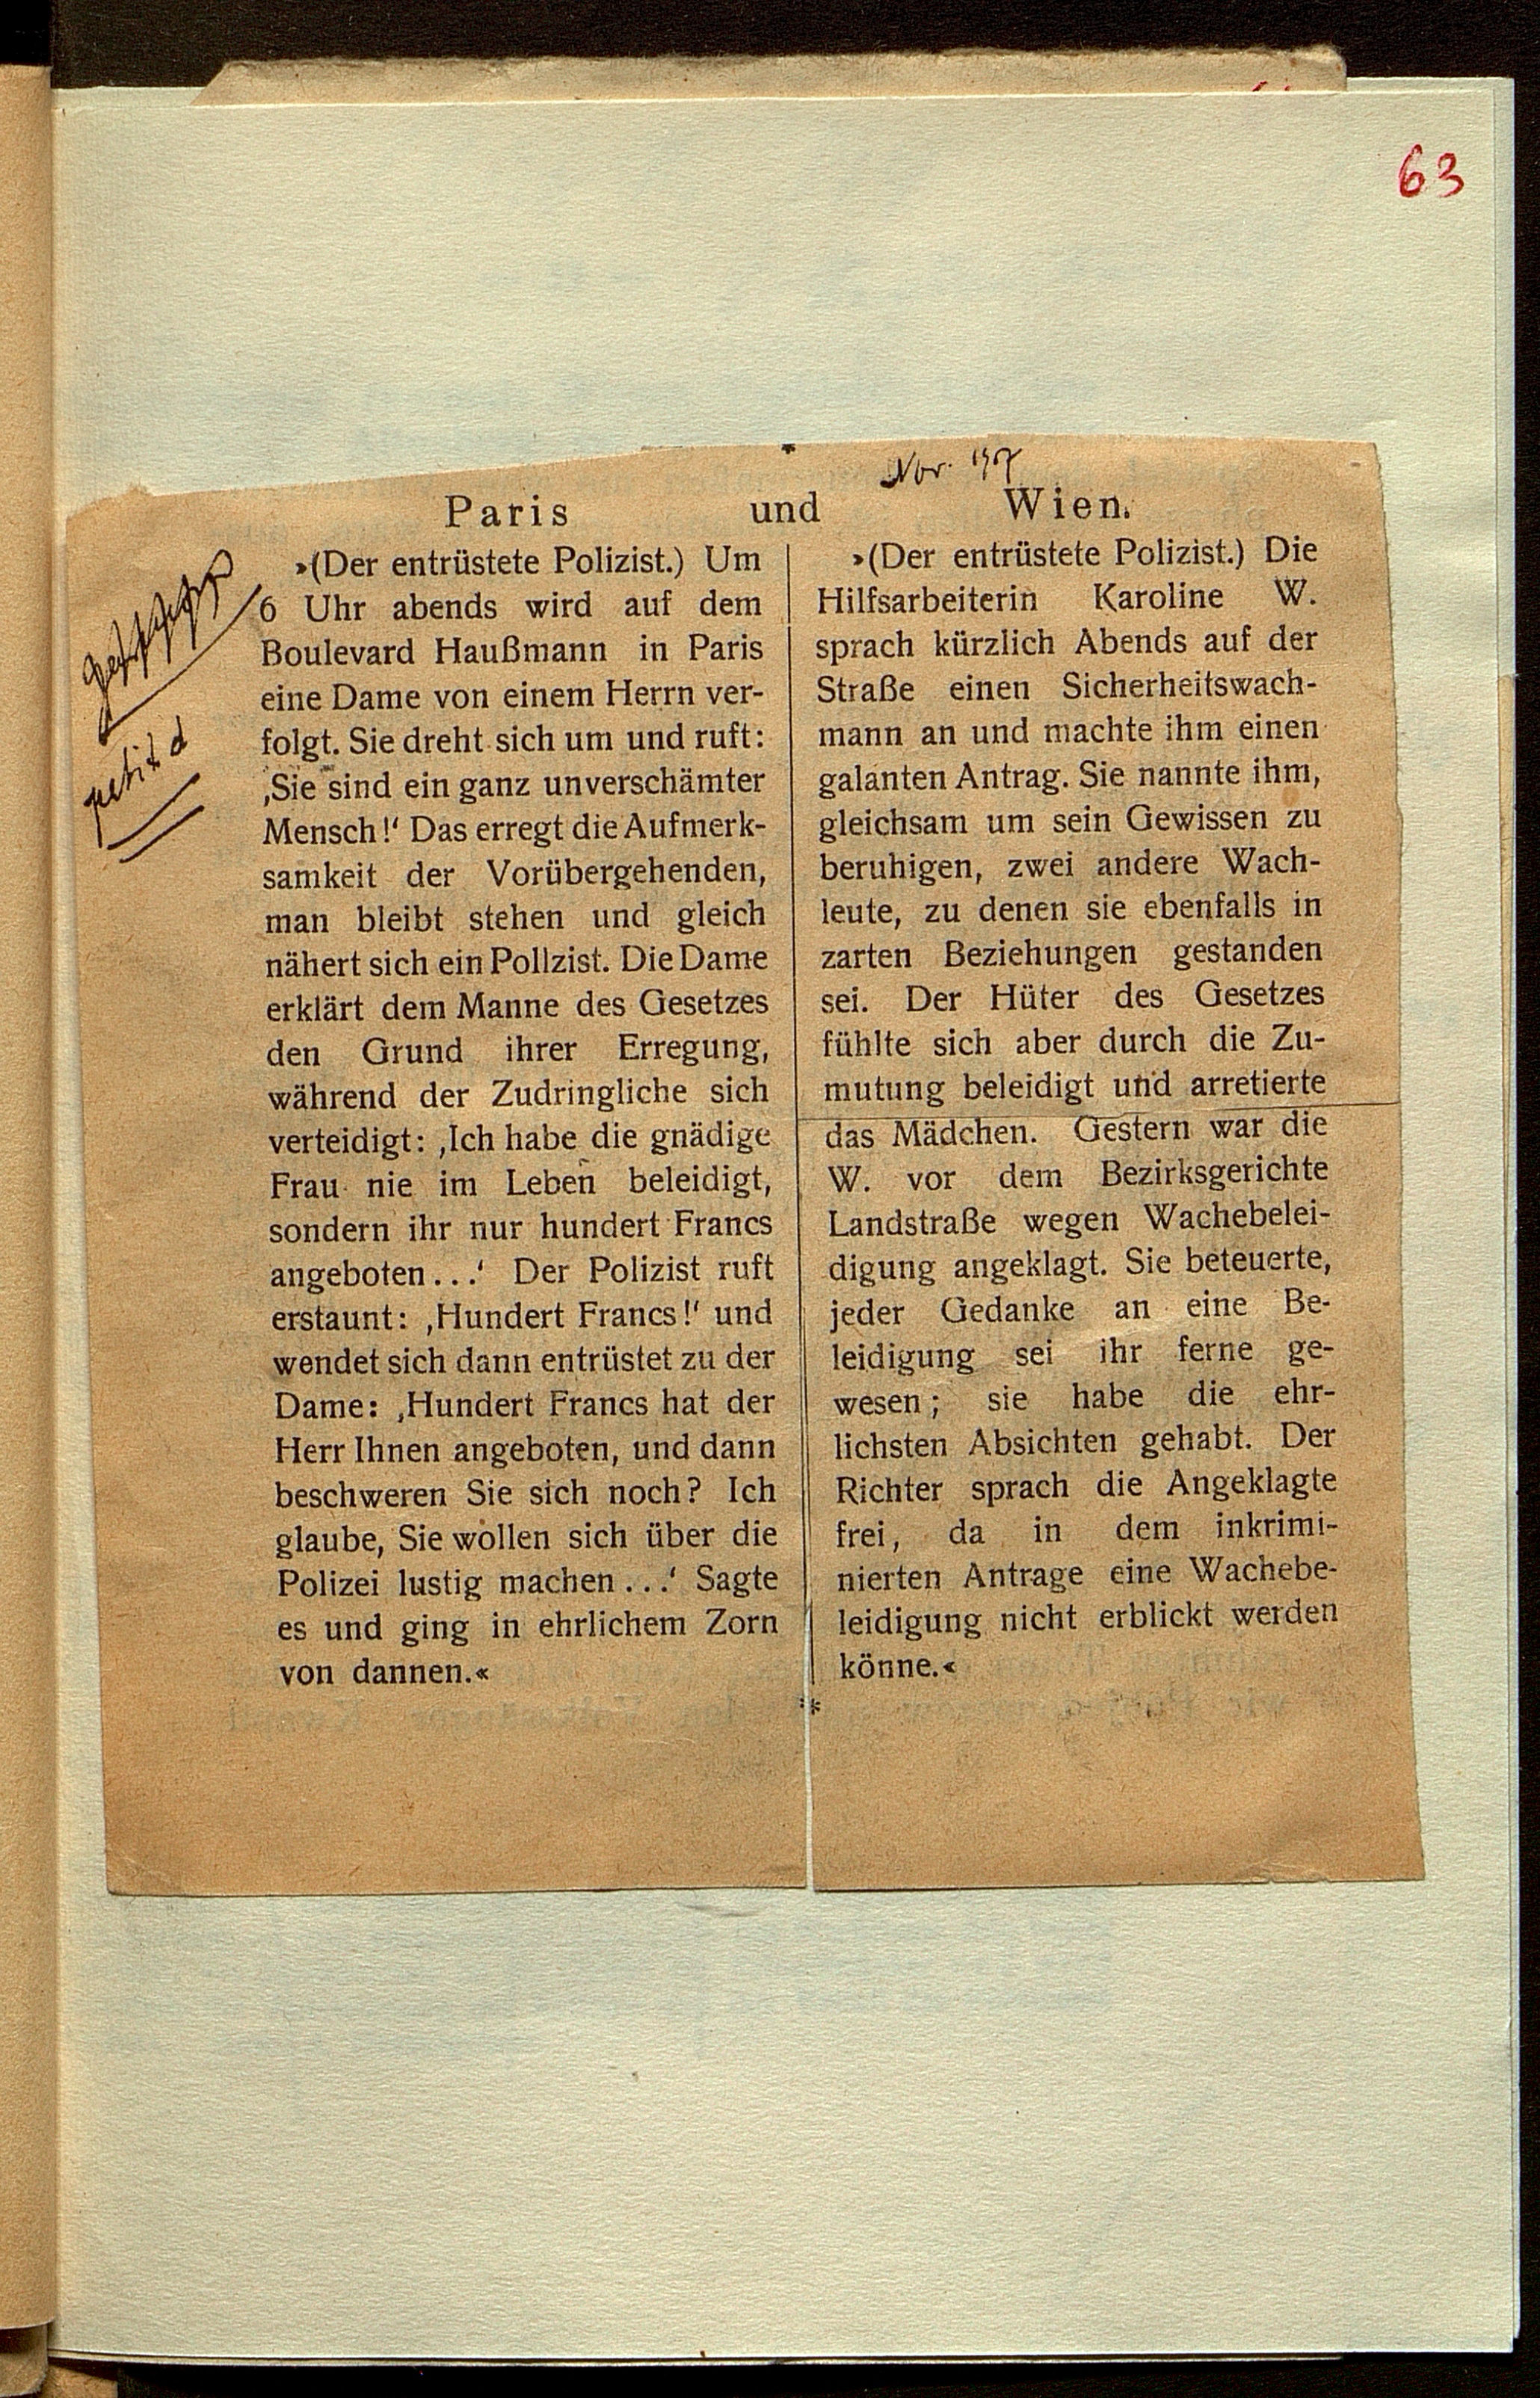 63
Nov. 1907
Paris und Wien.
»(Der entrüstete Polizist.) Um
6 Uhr abends wird auf dem
Boulevard Haußmann in Paris
eine Dame von einem Herrn ver-
folgt. Sie dreht sich um und ruft:
‚Sie sind ein ganz unverschämter
Mensch!‘ Das erregt die Aufmerk-
samkeit der Vorübergehenden,
man bleibt stehen und gleich
nähert sich ein Polizist. Die Dame
erklärt dem Manne des Gesetzes
den Grund ihrer Erregung,
während der Zudringliche sich
verteidigt: ‚Ich habe die gnädige
Frau nie im Leben beleidigt,
sondern ihr nur hundert Francs
angeboten...‘ Der Polizist ruft
erstaunt: ‚Hundert Francs!‘ und
wendet sich dann entrüstet zu der
Dame: ‚Hundert Francs hat der
Herr Ihnen angeboten, und dann
beschweren Sie sich noch? Ich
glaube, Sie wollen sich über die
Polizei lustig machen...‘ Sagte
es und ging in ehrlichem Zorn
von dannen.«
»(Der entrüstete Polizist.) Die
Hilfsarbeiterin Karoline W.
sprach kürzlich Abends auf der
Straße einen Sicherheitswach-
mann an und machte ihm einen
galanten Antrag. Sie nannte ihm,
gleichsam um sein Gewissen zu
beruhigen, zwei andere Wach-
leute, zu denen sie ebenfalls in
zarten Beziehungen gestanden
sei. Der Hüter des Gesetzes
fühlte sich aber durch die Zu-
mutung beleidigt und arretierte
das Mädchen. Gestern war die
W. vor dem Bezirksgerichte
Landstraße wegen Wachebelei-
digung angeklagt. Sie beteuerte,
jeder Gedanke an eine Be-
leidigung sei ihr ferne ge-
wesen; sie habe die ehr-
lichsten Absichten gehabt. Der
Richter sprach die Angeklagte
frei, da in dem inkrimi-
nierten Antrage eine Wachebe-
leidigung nicht erblickt werden
könne.«
*